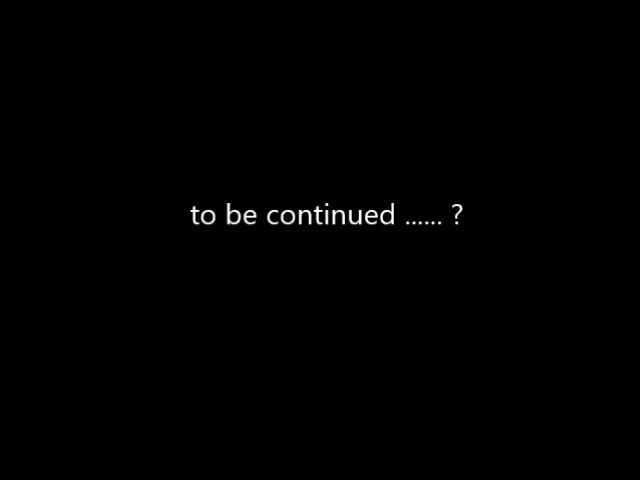 to be continued ...... ?